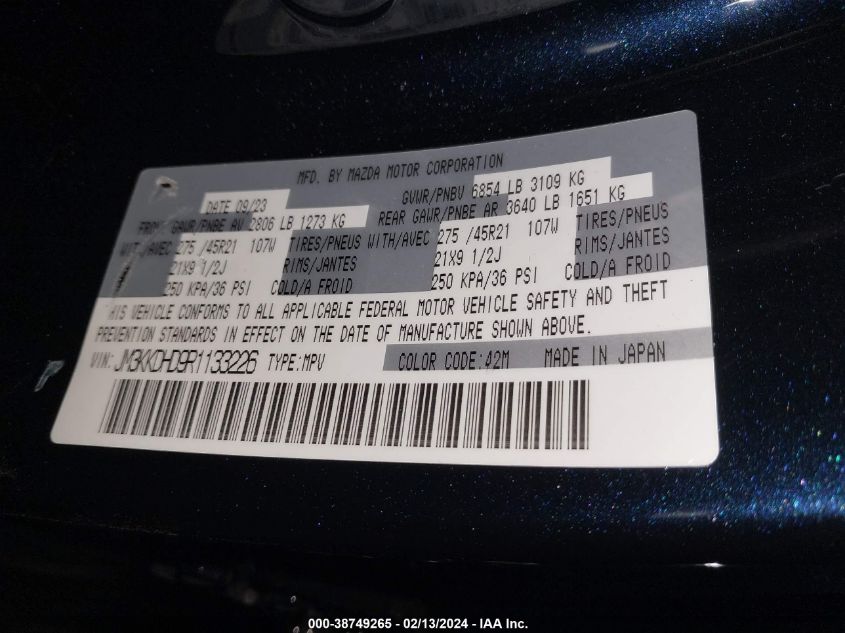 MFD. BY MAZDA MOTOR CORPORATION
DATE 09/23 GVWR/PNBV 6854 LB 3109 KG
FRONT GAWR/PNBE AV 2806 LB 1273 KG REAR GAWR/PNBE AR 3640 LB 1651 KG
WIT/AVEC 275 /45R21 107W TIRES/PNEUS WITH/AVEC 275 /45R21 107W TIRES/PNEUS
21X9 1/2J RIMS/JANTES 21X9 1/2J RIMS/JANTES
250 KPA/36 PSI COLD/A FROID 250 KPA/36 PSI COLD/A FROID
THIS VEHICLE CONFORMS TO ALL APPLICABLE FEDERAL MOTOR VEHICLE SAFETY AND THEFT
PREVENTION STANDARDS IN EFFECT ON THE DATE OF MANUFACTURE SHOWN ABOVE.
VIN: JM3KKDHD9R1133226 TYPE:MPV COLOR CODE:42M MADE IN JAPAN
000-38749265 - 02/13/2024 - IAA Inc.